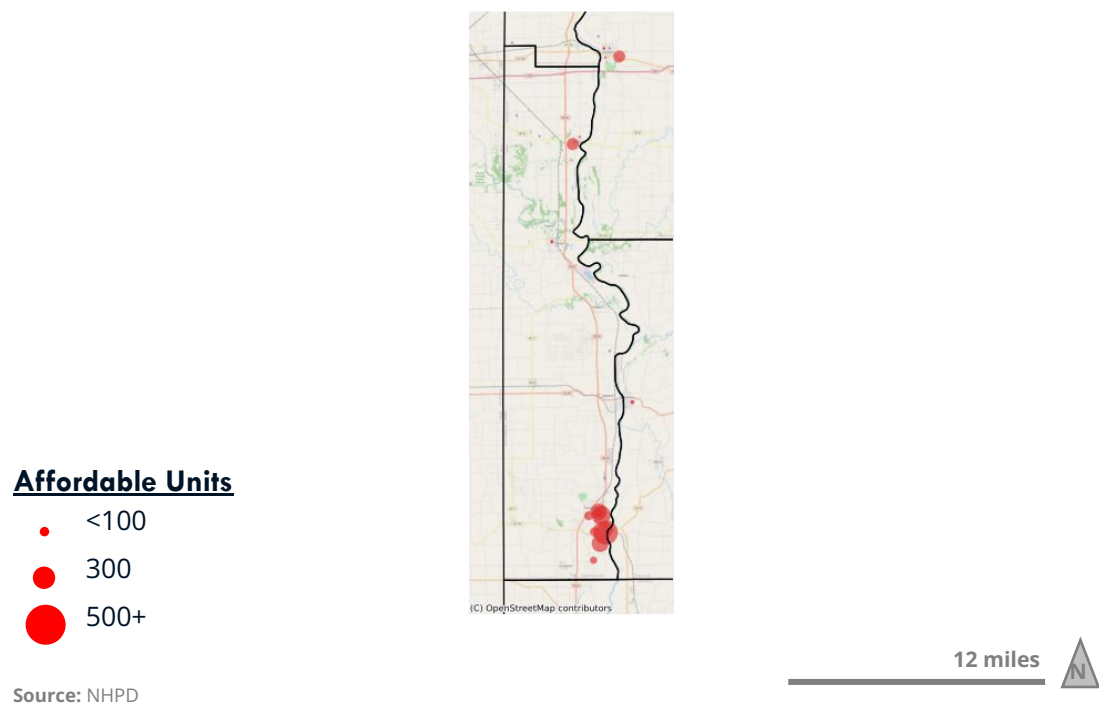 Affordable Units
<100
300
500+
(C) OpenStreetMap contributors
12 miles
N
Source: NHPD